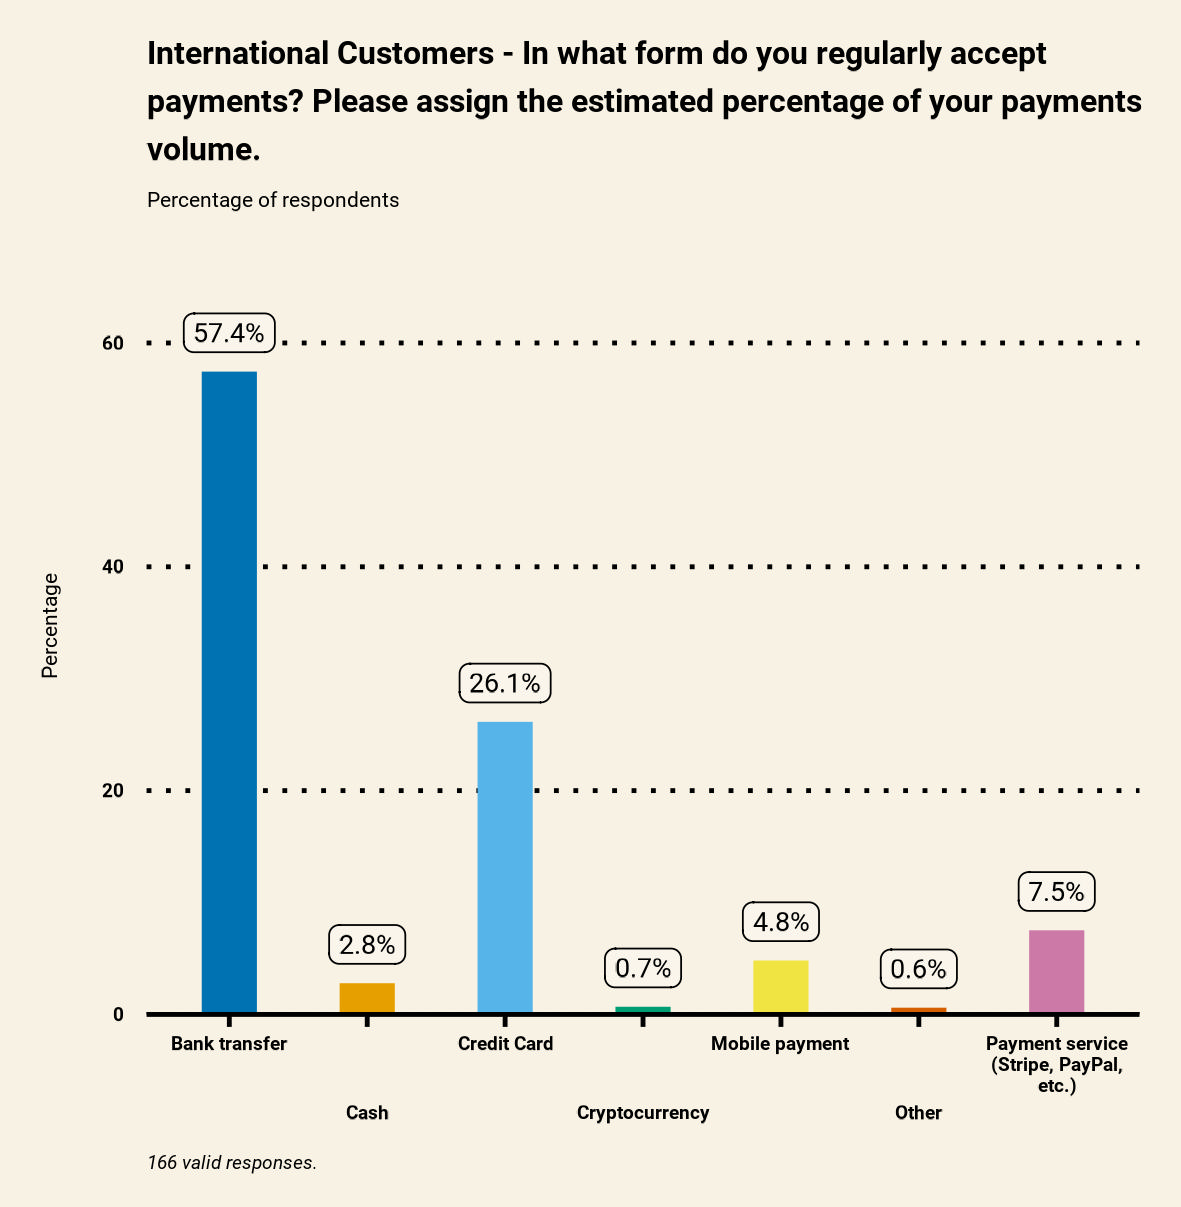 International Customers - In what form do you regularly accept
payments? Please assign the estimated percentage of your payments
volume.
Percentage of respondents
57.4%
60
40
Percentage
26.1%
20
7.5%
4.8%
2.8%
0.7%
0.6%
0
Bank transfer
Credit Card
Mobile payment
Payment service
(Stripe, PayPal,
etc.)
Cash
Cryptocurrency
Other
166 valid responses.